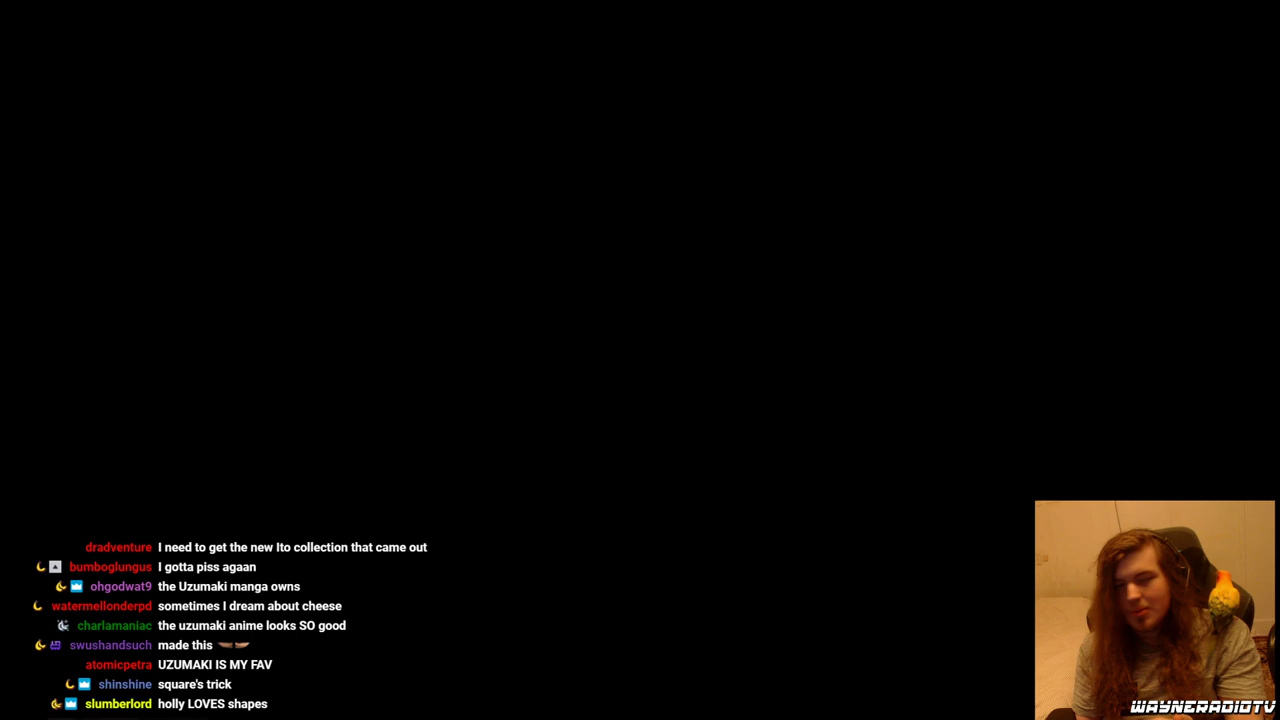 dradventure I need to get the new Ito collection that came out
bumboglungus I gotta piss agaan
ohgodwat9 the Uzumaki manga owns
watermellonderpd sometimes I dream about cheese
charlamaniac the uzumaki anime looks SO good
swushandsuch made this
atomicpetra UZUMAKI IS MY FAV
shinshine square's trick
slumberlord holly LOVES shapes
WAYNERADIOTV